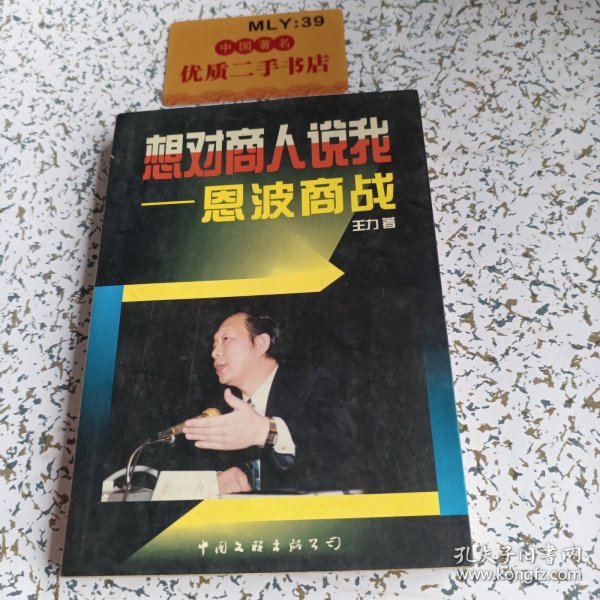 MLY:39
中国著名
优质二手书店
想对商人说我
—恩波商战
王力 著
王 力
中国文联出版公司
孔夫子旧书网
www.kongfz.com